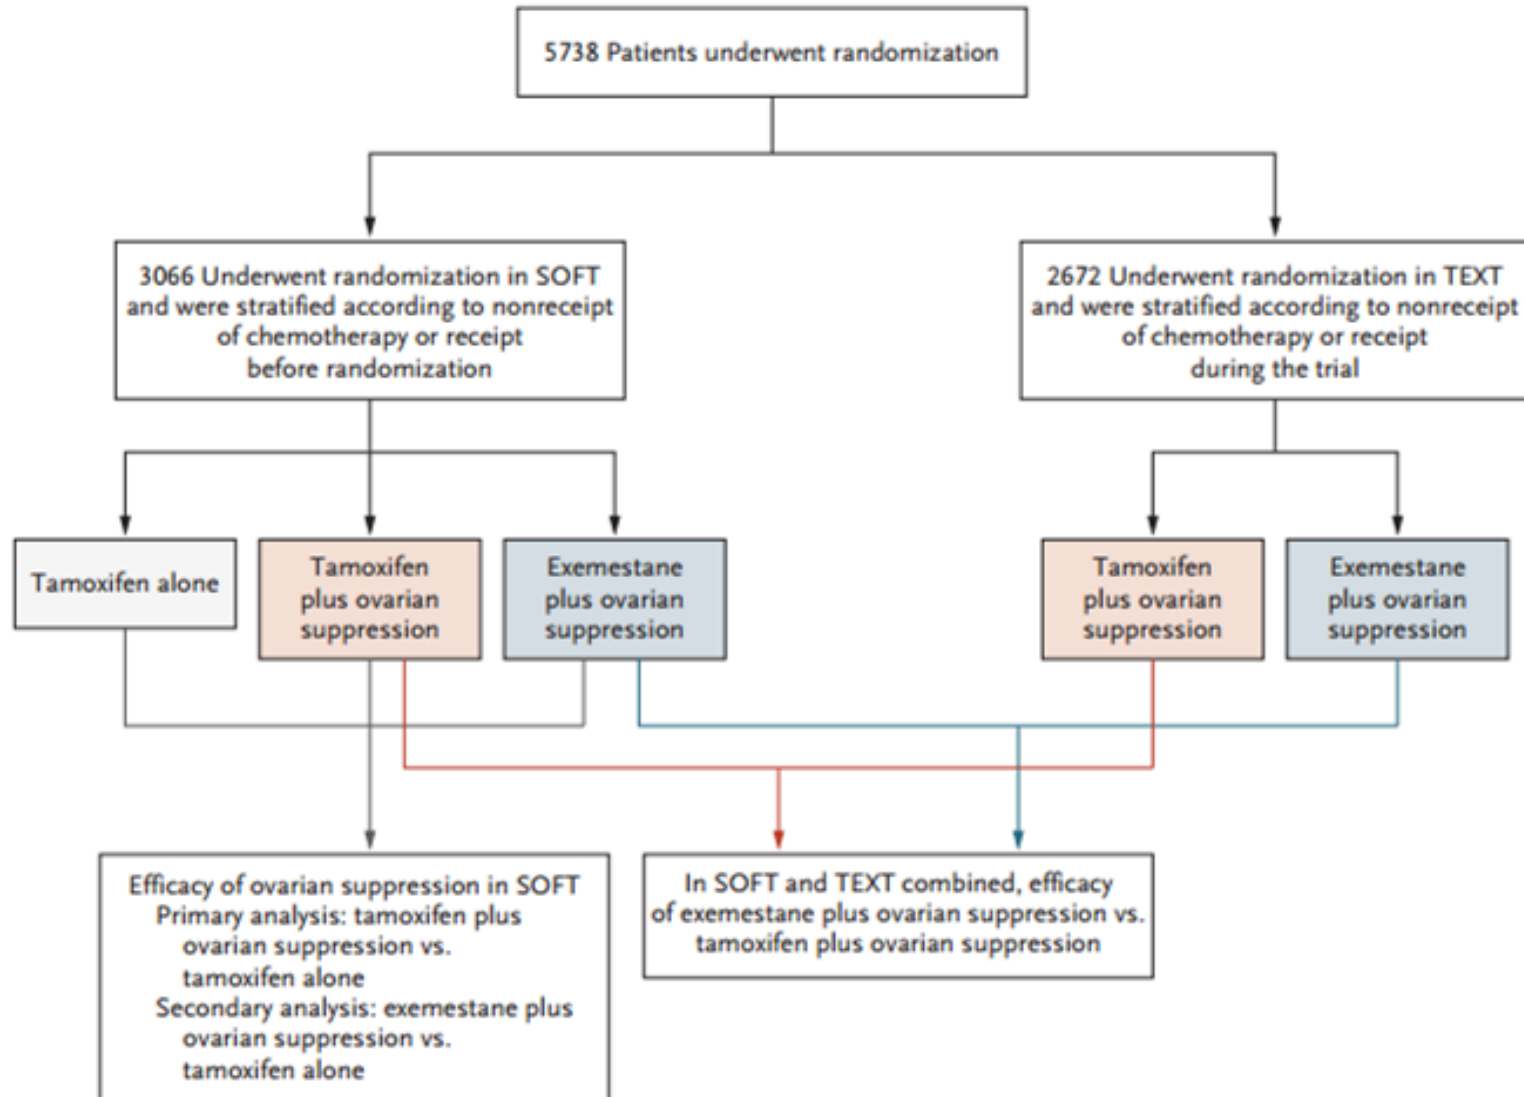 5738 Patients underwent randomization
3066 Underwent randomization in SOFT
and were stratified according to nonreceipt
of chemotherapy or receipt
before randomization
2672 Underwent randomization in TEXT
and were stratified according to nonreceipt
of chemotherapy or receipt
during the trial
Tamoxifen alone
Tamoxifen
plus ovarian
suppression
Exemestane
plus ovarian
suppression
Tamoxifen
plus ovarian
suppression
Exemestane
plus ovarian
suppression
Efficacy of ovarian suppression in SOFT
Primary analysis: tamoxifen plus
ovarian suppression vs.
tamoxifen alone
Secondary analysis: exemestane plus
ovarian suppression vs.
tamoxifen alone
In SOFT and TEXT combined, efficacy
of exemestane plus ovarian suppression vs.
tamoxifen plus ovarian suppression